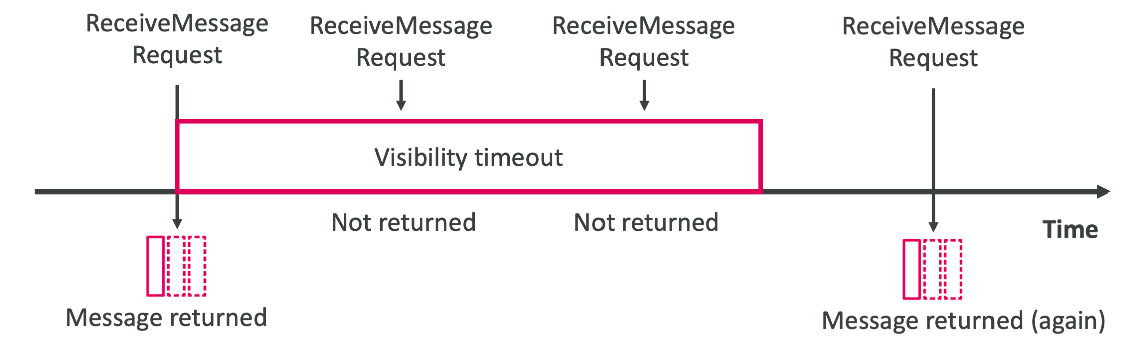 ReceiveMessage
Request
ReceiveMessage
Request
ReceiveMessage
Request
ReceiveMessage
Request
Visibility timeout
Not returned
Not returned
Time
Message returned
Message returned (again)